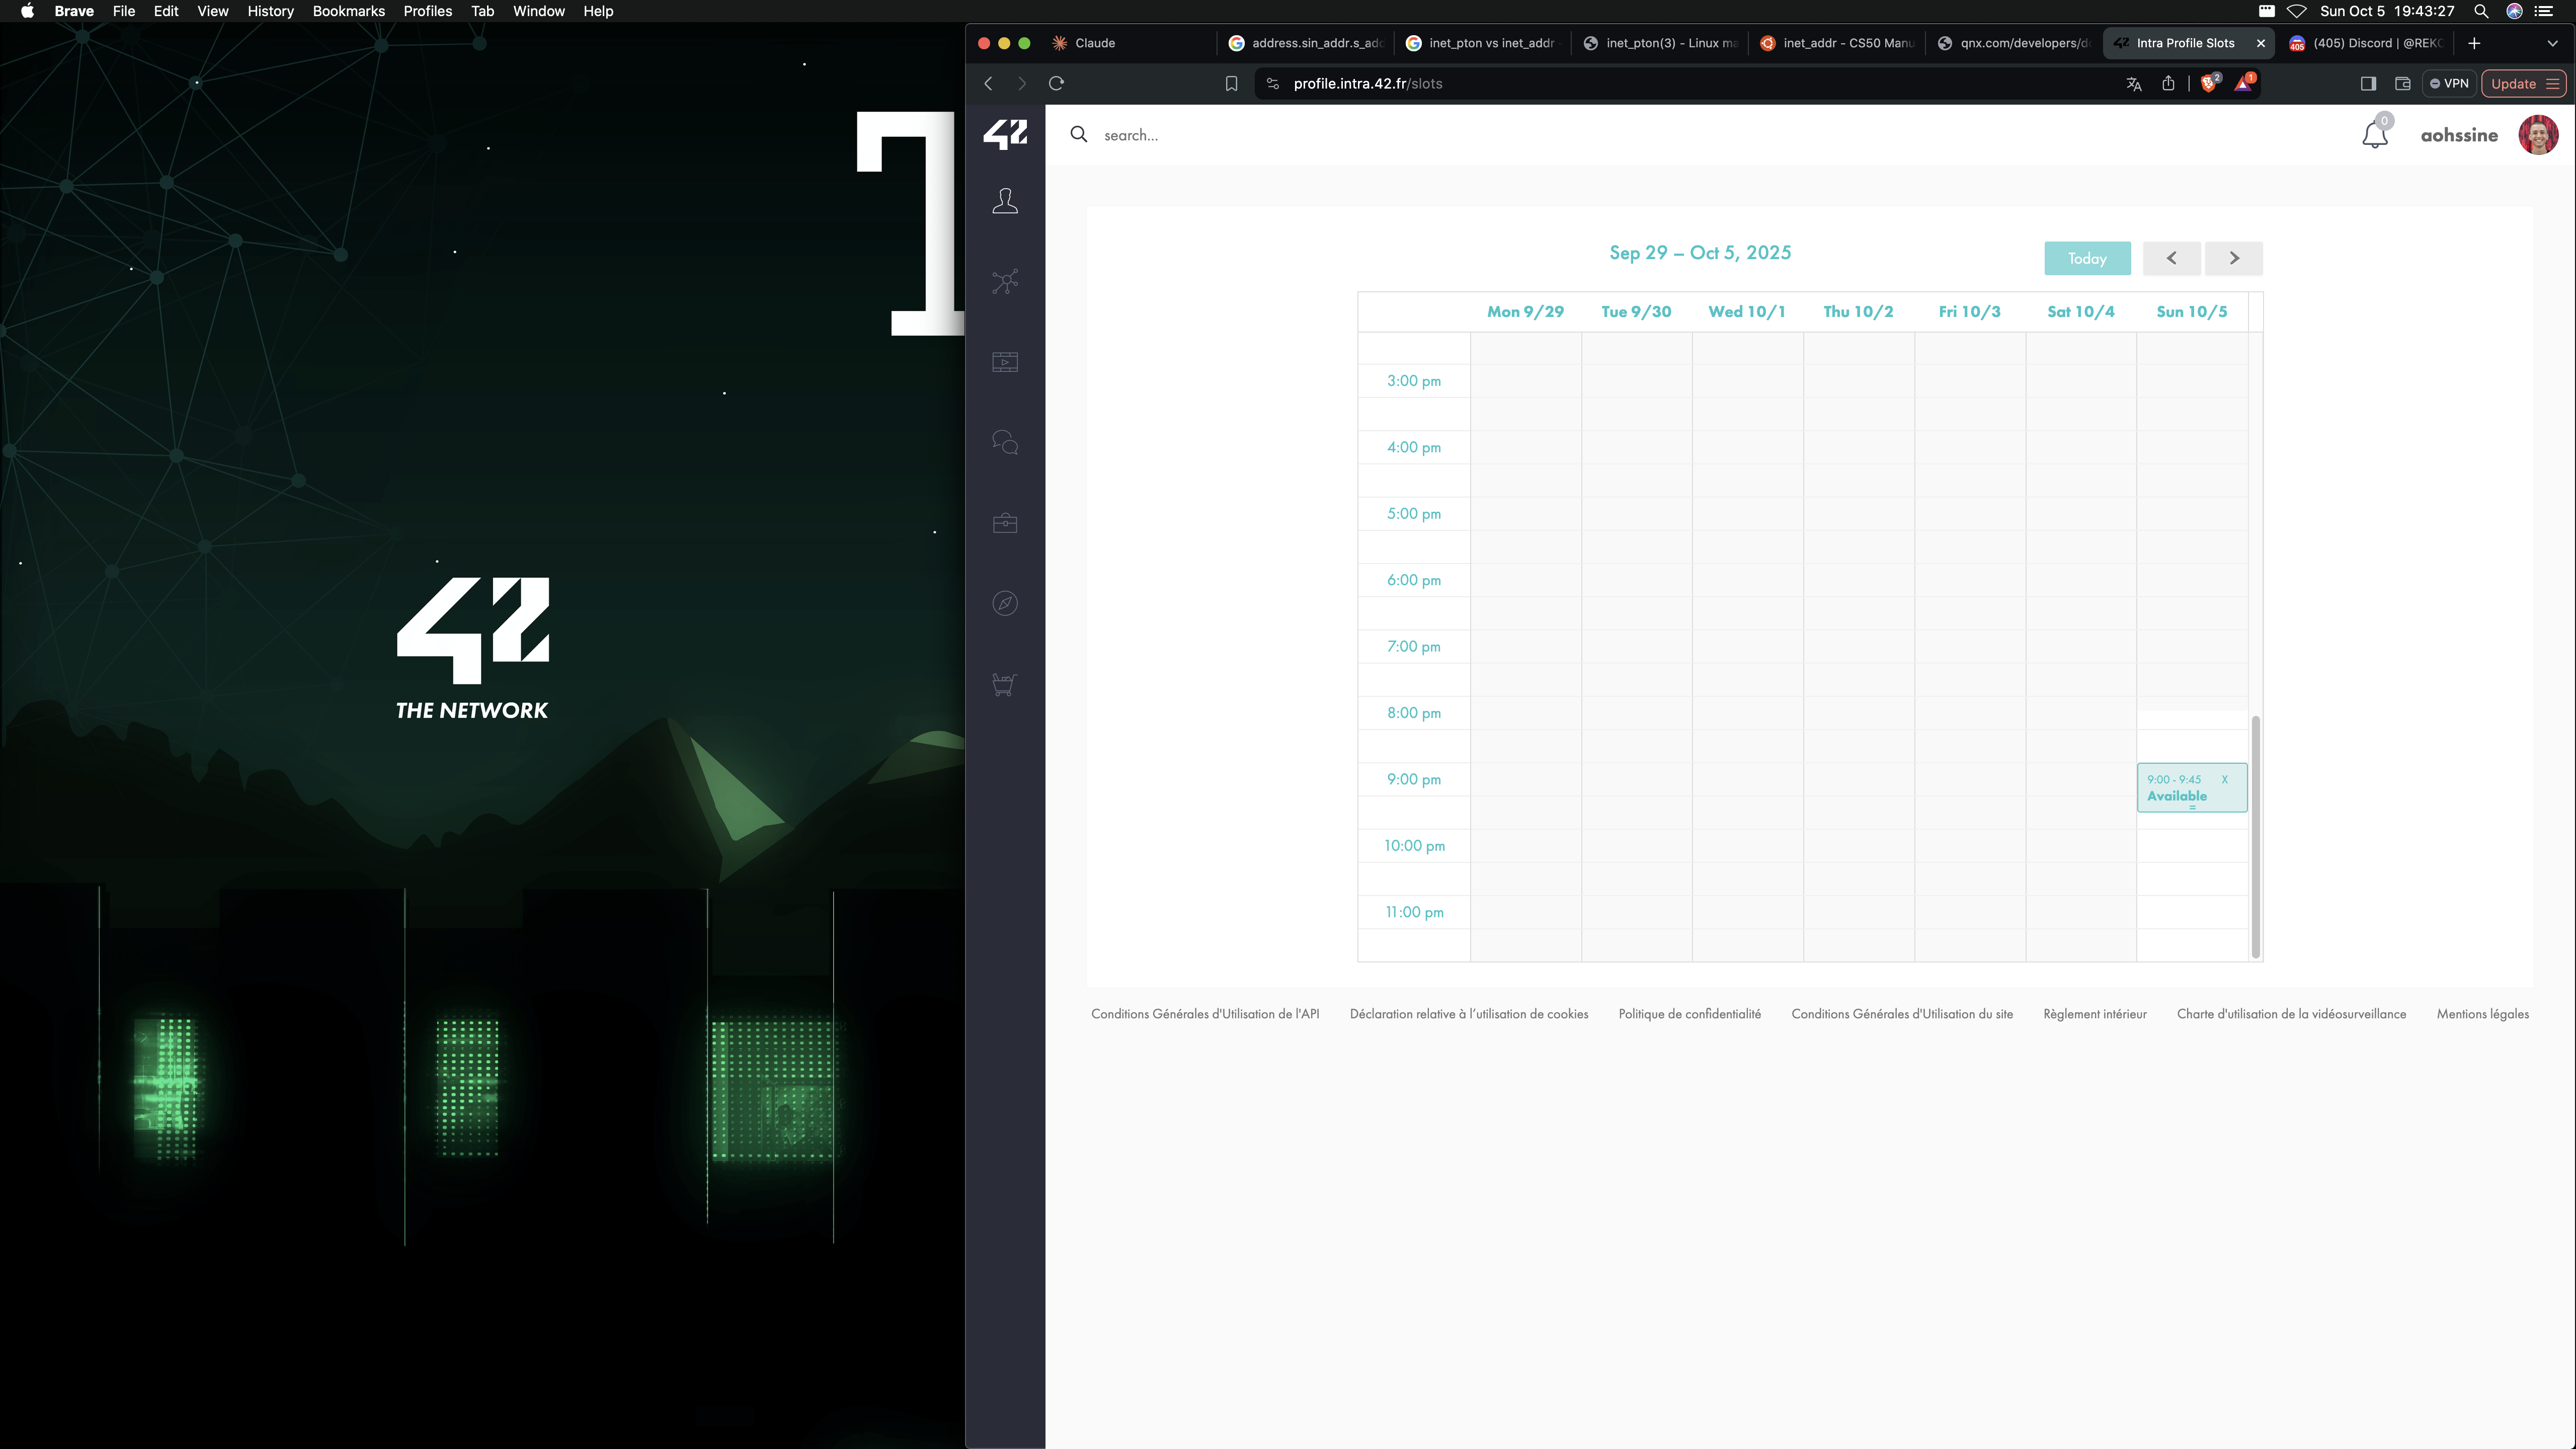 Brave File Edit View History Bookmarks Profiles Tab Window Help
Sun Oct 5 19:43:27
Claude
address.sin_addr.s_adc
inet_pton vs inet_addr -
inet_pton(3) - Linux ma
inet_addr - CS50 Manu
qnx.com/developers/dc
Intra Profile Slots
405
(405) Discord | @REKC
profile.intra.42.fr/slots
2
1
VPN
Update
42
search...
0
aohssine
42
THE NETWORK
Sep 29 – Oct 5, 2025
Today
Mon 9/29 Tue 9/30 Wed 10/1 Thu 10/2 Fri 10/3 Sat 10/4 Sun 10/5
3:00 pm
4:00 pm
5:00 pm
6:00 pm
7:00 pm
8:00 pm
9:00 pm
9:00 - 9:45 X
Available
=
10:00 pm
11:00 pm
Conditions Générales d'Utilisation de l'API
Déclaration relative à l’utilisation de cookies
Politique de confidentialité
Conditions Générales d'Utilisation du site
Règlement intérieur
Charte d'utilisation de la vidéosurveillance
Mentions légales